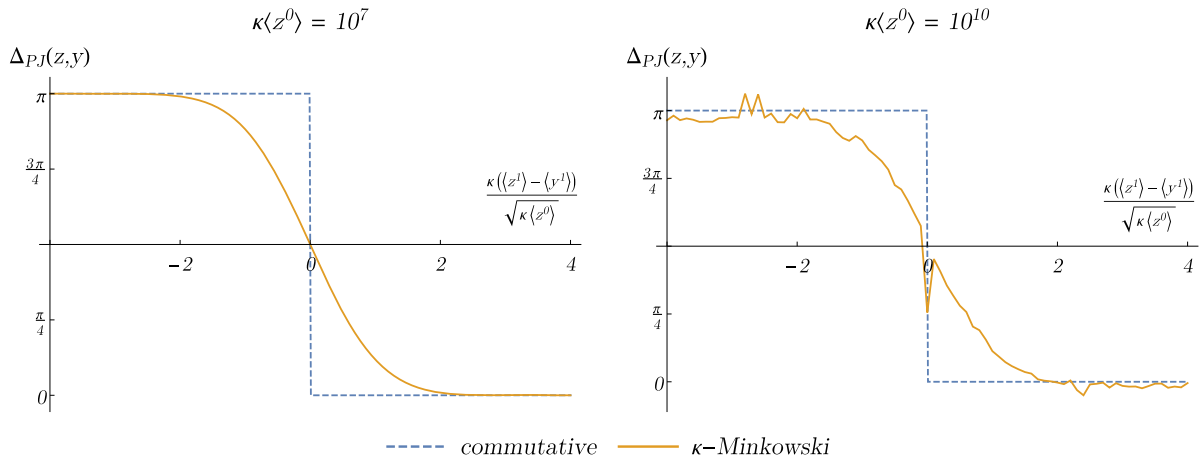 κ⟨z⁰⟩ = 10⁷
Δ_PJ(z,y)
π
3π/4
π/4
0
κ(⟨z¹⟩−⟨y¹⟩)/√κ⟨z⁰⟩
−2 0 2 4
κ⟨z⁰⟩ = 10¹⁰
Δ_PJ(z,y)
π
3π/4
π/4
0
κ(⟨z¹⟩−⟨y¹⟩)/√κ⟨z⁰⟩
−2 0 2 4
commutative κ−Minkowski